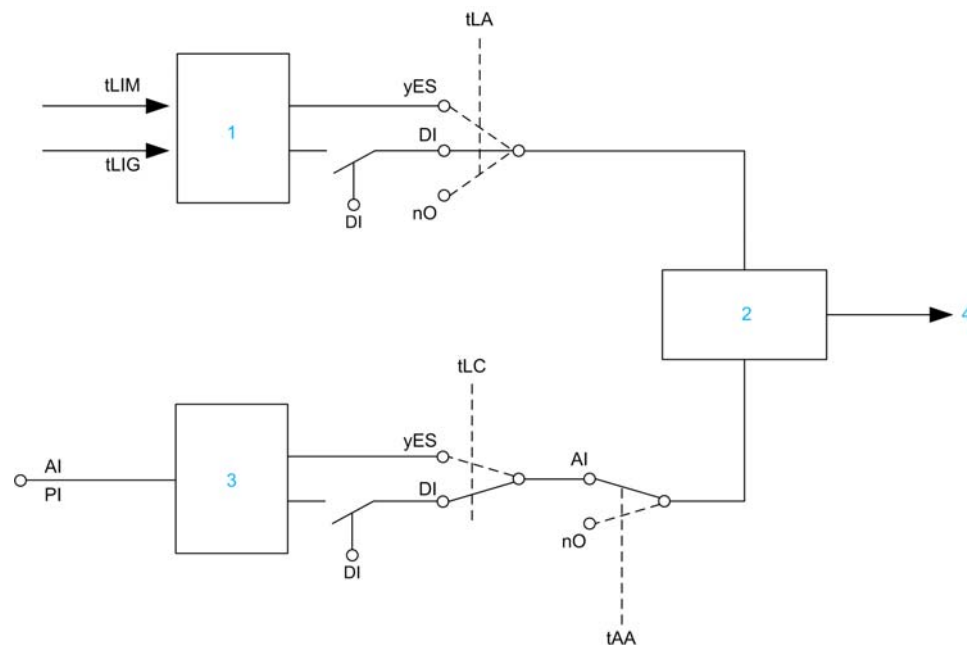 tLA
tLIM
yES
1
DI
tLIG
DI
nO
2
4
tLC
yES
AI
AI
3
PI
DI
nO
DI
tAA